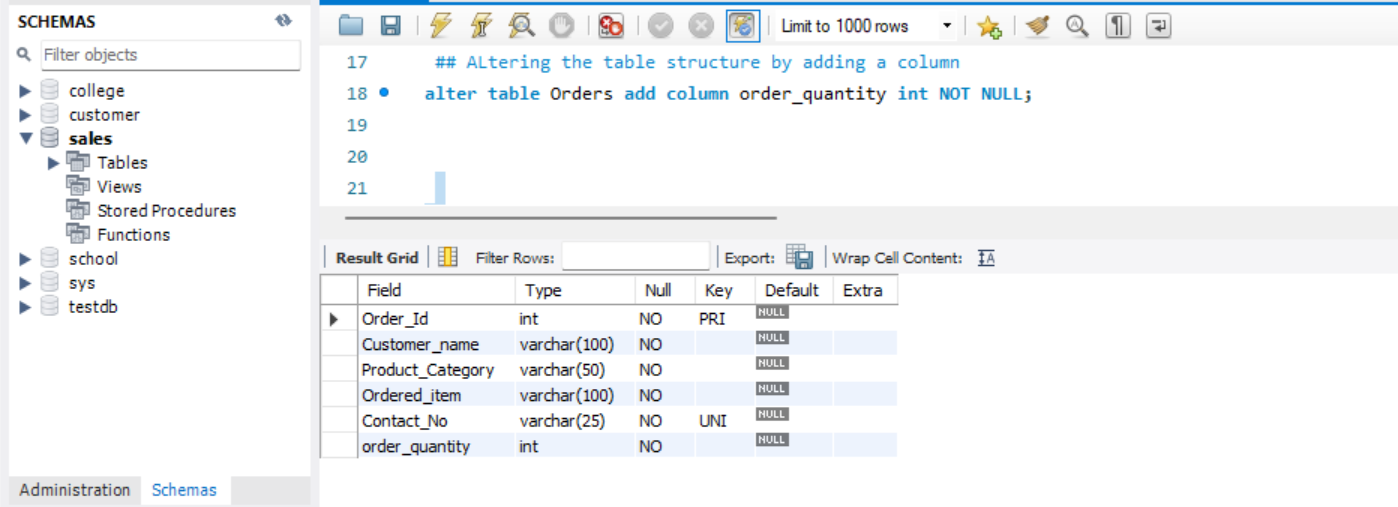 SCHEMAS
Filter objects
college
customer
sales
Tables
Views
Stored Procedures
Functions
school
sys
testdb
Administration Schemas
Limit to 1000 rows
17 ## ALtering the table structure by adding a column
18 alter table Orders add column order_quantity int NOT NULL;
19
20
21
Result Grid Filter Rows: Export: Wrap Cell Content: IA
Field Type Null Key Default Extra
Order_Id int NO PRI NULL
Customer_name varchar(100) NO NULL
Product_Category varchar(50) NO NULL
Ordered_item varchar(100) NO NULL
Contact_No varchar(25) NO UNI NULL
order_quantity int NO NULL